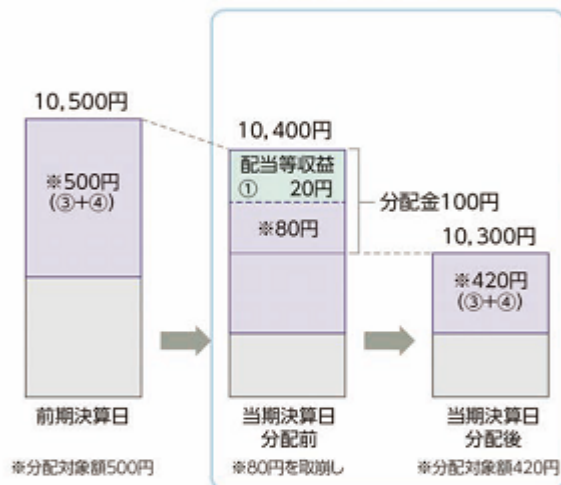 10,500円
※500円
(③+④)
前期決算日
※分配対象額500円
10,400円
配当等収益
① 20円
※80円
分配金100円
当期決算日
分配前
※80円を取崩し
10,300円
※420円
(③+④)
当期決算日
分配後
※分配対象額420円